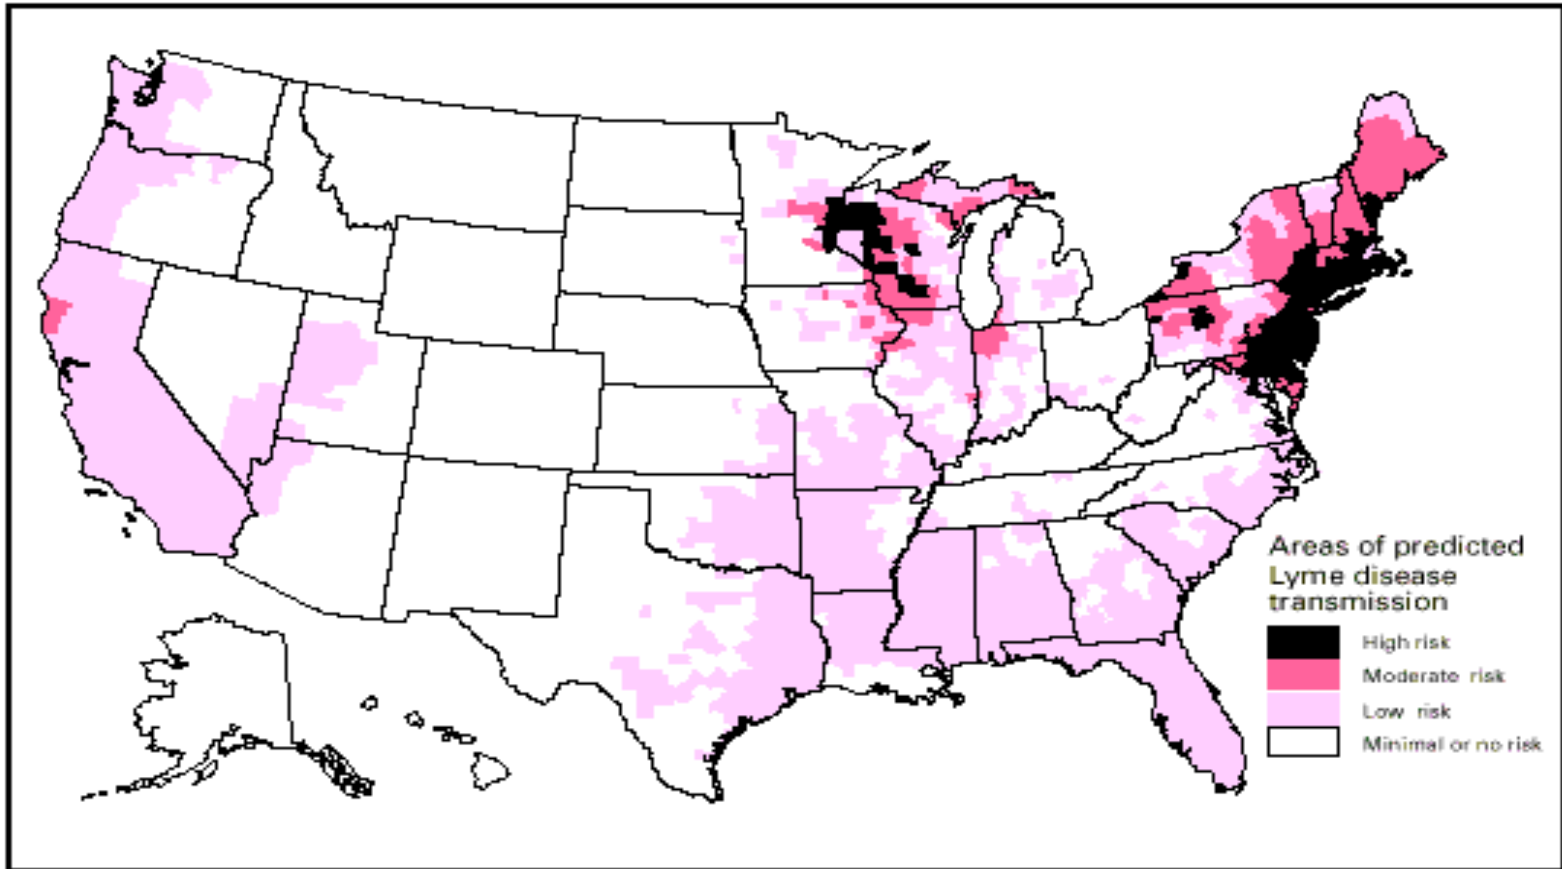 Areas of predicted
Lyme disease
transmission
High risk
Moderate risk
Low risk
Minimal or no risk